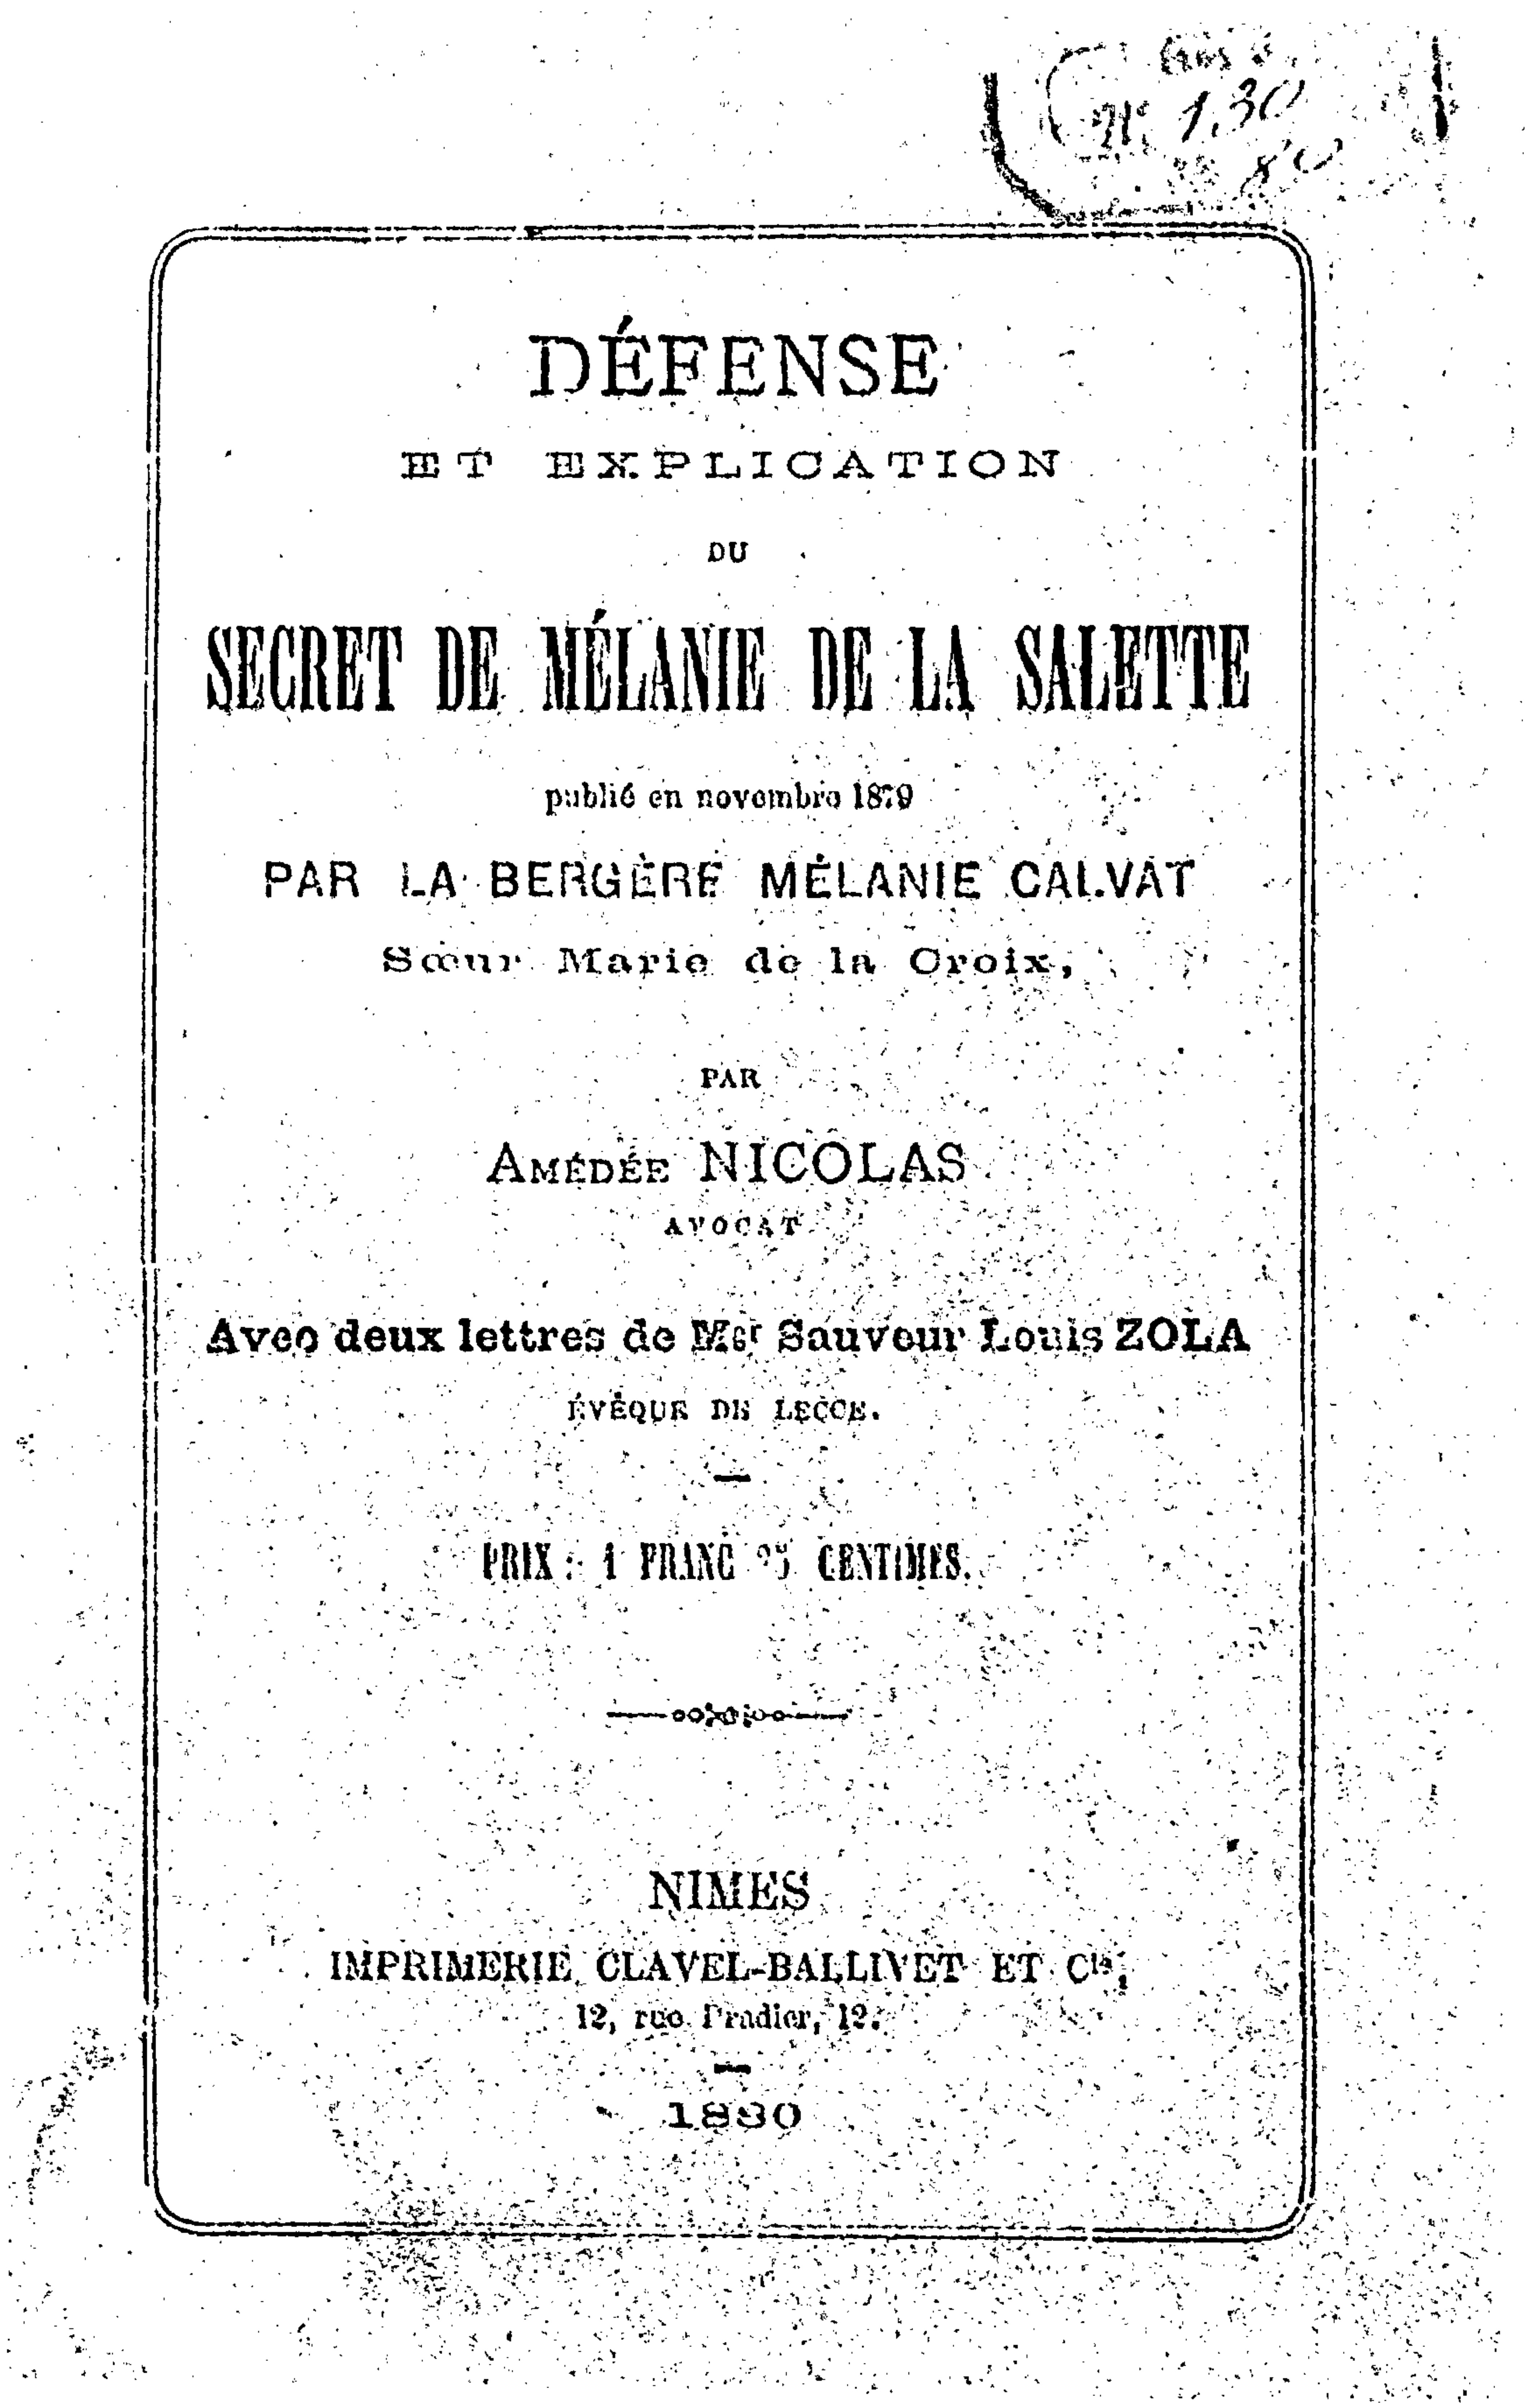 1.30
DÉFENSE
ET EXPLICATION
DU
SECRET DE MÉLANIE DE LA SALETTE
publié en novembre 1879
PAR LA BERGÈRE MÉLANIE CALVAT
Sœur Marie de la Croix,
PAR
AMÉDÉE NICOLAS
AVOCAT
Avec deux lettres de Mgr Sauveur Louis ZOLA
ÉVÊQUE DE LECCE.
PRIX : 1 FRANC CENTIMES.
NIMES
IMPRIMERIE CLAVEL-BALLIVET ET Cie,
12, rue Pradier, 12.
1880